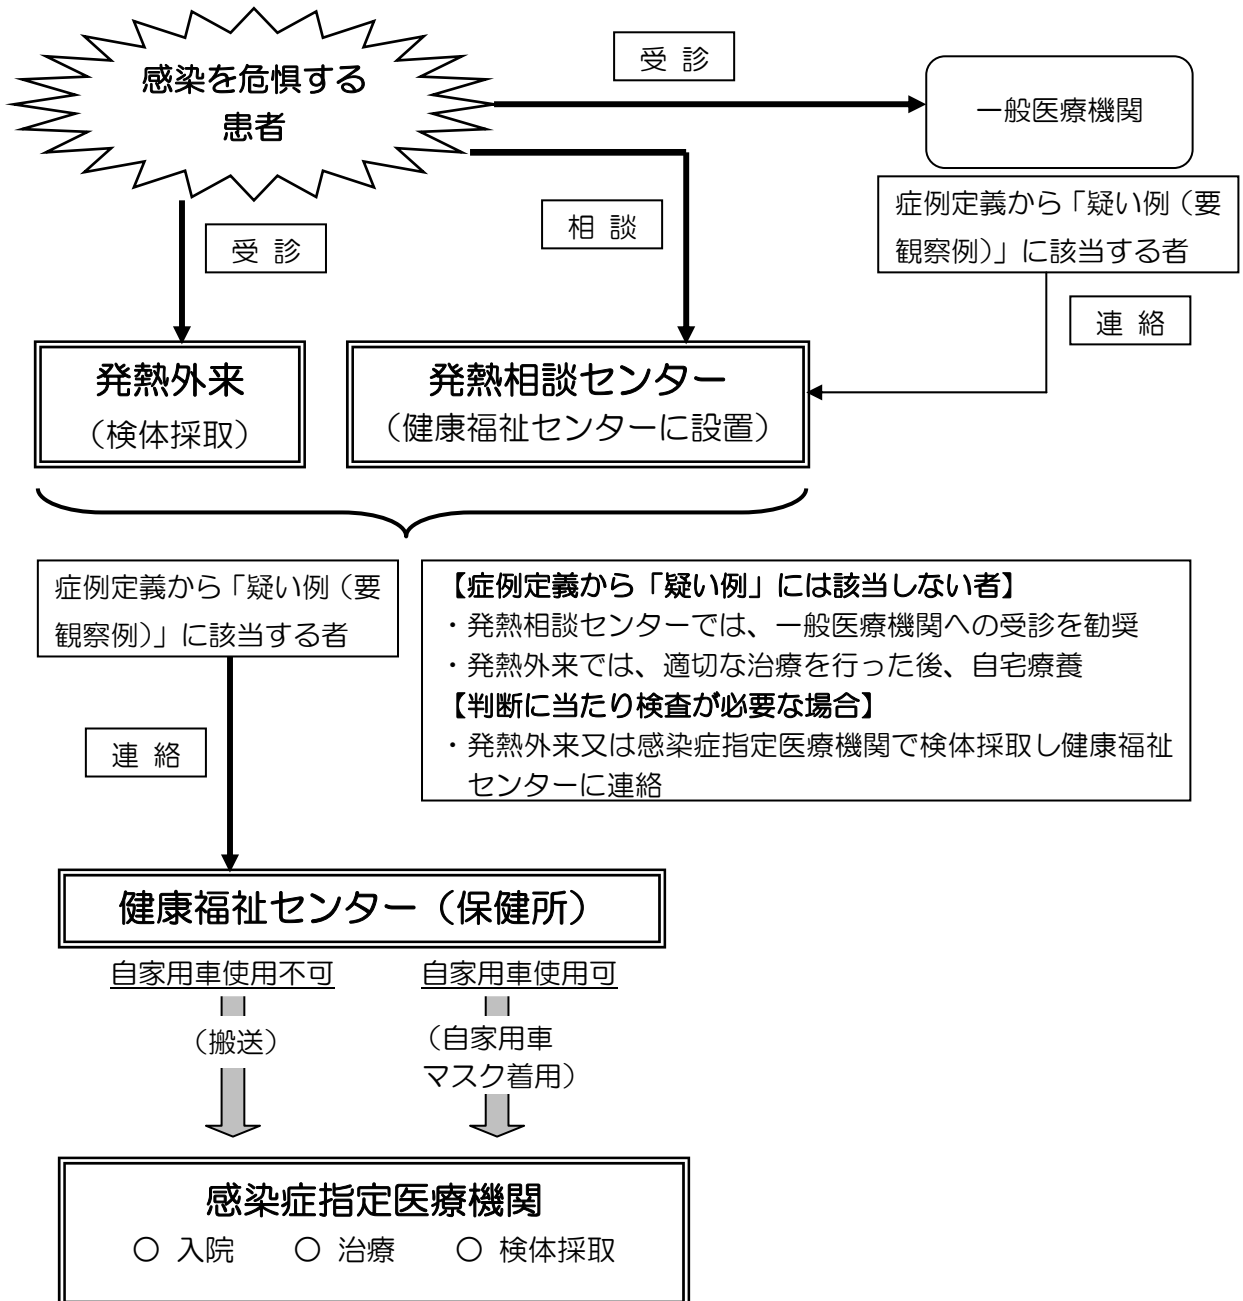 感染を危惧する
患者
受 診
一般医療機関
症例定義から「疑い例（要
観察例）」に該当する者
受 診
相 談
連 絡
発熱外来
（検体採取）
発熱相談センター
（健康福祉センターに設置）
症例定義から「疑い例（要
観察例）」に該当する者
【症例定義から「疑い例」には該当しない者】
・発熱相談センターでは、一般医療機関への受診を勧奨
・発熱外来では、適切な治療を行った後、自宅療養
【判断に当たり検査が必要な場合】
・発熱外来又は感染症指定医療機関で検体採取し健康福祉
センターに連絡
連 絡
健康福祉センター（保健所）
自家用車使用不可
自家用車使用可
（搬送）
（自家用車
マスク着用）
感染症指定医療機関
○ 入院 ○ 治療 ○ 検体採取